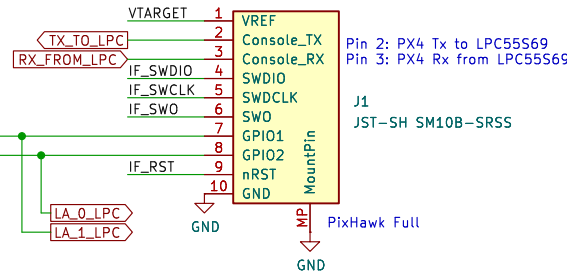 VTARGET 1 VREF
TX_TO_LPC 2 Console_TX Pin 2: PX4 Tx to LPC55S69
RX_FROM_LPC 3 Console_RX Pin 3: PX4 Rx from LPC55S69
IF_SWDIO 4 SWDIO
IF_SWCLK 5 SWDCLK J1
IF_SWO 6 SWO JST-SH SM10B-SRSS
7 GPIO1
8 GPIO2
IF_RST 9 nRST
10 GND
MountPin
LA_0_LPC
LA_1_LPC
GND
MP
PixHawk Full
GND